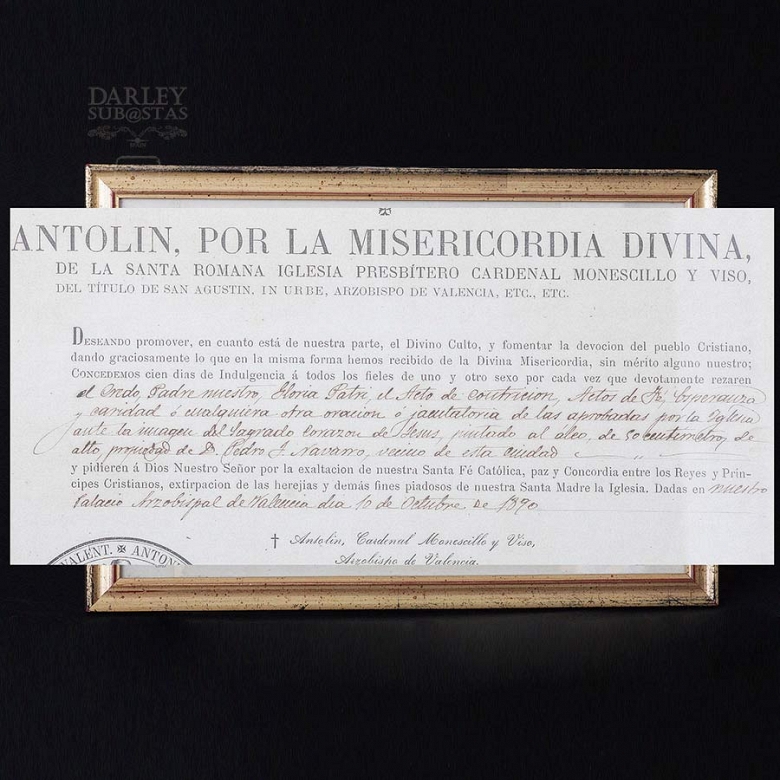 DARLEY
SUB@STAS
ANTOLIN, POR LA MISERICORDIA DIVINA,
DE LA SANTA ROMANA IGLESIA PRESBÍTERO CARDENAL MONESCILLO Y VISO,
DEL TÍTULO DE SAN AGUSTIN, IN URBE, ARZOBISPO DE VALENCIA, ETC., ETC.
DESEANDO promover, en cuanto está de nuestra parte, el Divino Culto, y fomentar la devocion del pueblo Cristiano,
dando graciosamente lo que en la misma forma hemos recibido de la Divina Misericordia, sin mérito alguno nuestro;
CONCEDEMOS cien dias de Indulgencia á todos los fieles de uno y otro sexo por cada vez que devotamente rezaren
el Credo, Padre nuestro, Gloria Patri, el Acto de contricion, Actos de Fé, Esperanza
y caridad ó cualquiera otra oracion ó jaculatoria de las aprobadas por la Iglesia
ante la imagen del Sagrado Corazon de Jesus, pintado al oleo, de 50 centimetros, de
alto, propiedad de D. Pedro J. Navarro, vecino de esta ciudad
y pidieren á Dios Nuestro Señor por la exaltacion de nuestra Santa Fé Católica, paz y Concordia entre los Reyes y Prín-
cipes Cristianos, extirpacion de las herejías y demás fines piadosos de nuestra Santa Madre la Iglesia. Dadas en nuestro
Palacio Arzobispal de Valencia dia 10 de Octubre de 1890
† Antolin, Cardenal Monescillo y Viso,
Arzobispo de Valencia.
VALENT. ✠ ANTON